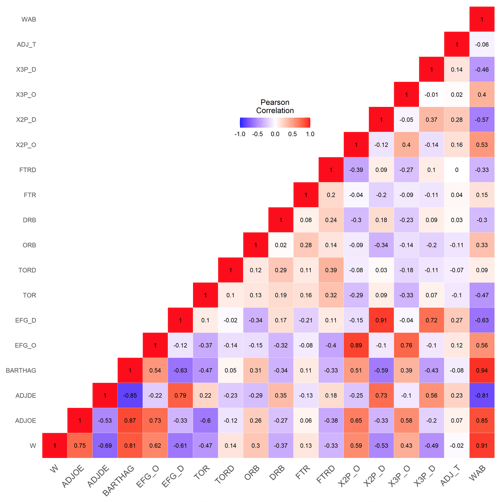 WAB 1
ADJ_T 1 -0.06
X3P_D 1 0.14 -0.46
X3P_O 1 -0.01 0.02 0.4
X2P_D 1 -0.05 0.37 0.28 -0.57
Pearson
Correlation
-1.0 -0.5 0.0 0.5 1.0
X2P_O 1 -0.12 0.4 -0.14 0.16 0.53
FTRD 1 -0.39 0.09 -0.27 0.1 0 -0.33
FTR 1 0.2 -0.04 -0.2 -0.09 -0.11 0.04 0.15
DRB 1 0.08 0.24 -0.3 0.18 -0.23 0.09 0.03 -0.3
ORB 1 0.02 0.28 0.14 -0.09 -0.34 -0.14 -0.2 -0.11 0.33
TORD 1 0.12 0.29 0.11 0.39 -0.08 0.03 -0.18 -0.11 -0.07 0.09
TOR 1 0.1 0.13 0.19 0.16 0.32 -0.29 0.09 -0.33 0.07 -0.1 -0.47
EFG_D 1 0.1 -0.02 -0.34 0.17 -0.21 0.11 -0.15 0.91 -0.07 0.72 0.27 -0.63
EFG_O 1 -0.12 -0.37 -0.14 -0.15 -0.32 -0.08 -0.4 0.89 -0.1 0.76 -0.1 0.12 0.56
BARTHAG 1 0.54 -0.63 -0.47 0.05 0.31 -0.34 0.11 -0.33 0.51 -0.59 0.39 -0.43 -0.11 0.94
ADJDE 1 -0.85 -0.22 0.79 0.22 -0.23 -0.29 0.35 -0.13 0.18 -0.25 0.73 -0.1 0.56 0.23 -0.81
ADJOE 1 -0.53 0.87 0.73 -0.33 -0.6 -0.12 0.26 -0.27 0.06 -0.38 0.65 -0.33 0.58 -0.2 0.07 0.85
W 1 0.75 -0.69 0.81 0.62 -0.61 -0.47 0.14 0.3 -0.37 0.13 -0.33 0.43 -0.49 -0.02 0.91
W ADJOE ADJDE BARTHAG EFG_O EFG_D TOR TORD ORB DRB FTR FTRD X2P_O X2P_D X3P_O X3P_D ADJ_T WAB